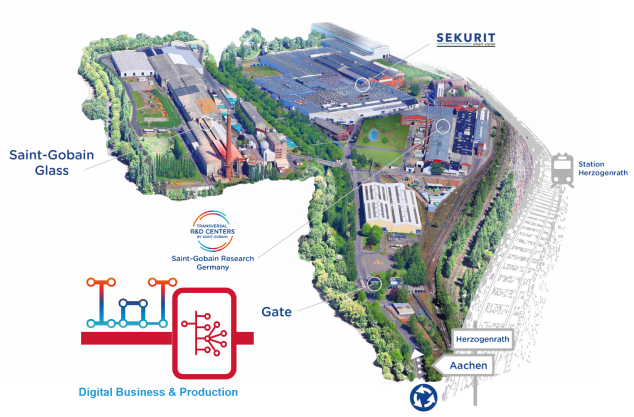 SEKURIT
smart vision
Saint-Gobain
Glass
Station
Herzogenrath
TRANSVERSAL
R&D CENTERS
BY SAINT-GOBAIN
Saint-Gobain Research
Germany
Gate
Herzogenrath
Aachen
Digital Business & Production